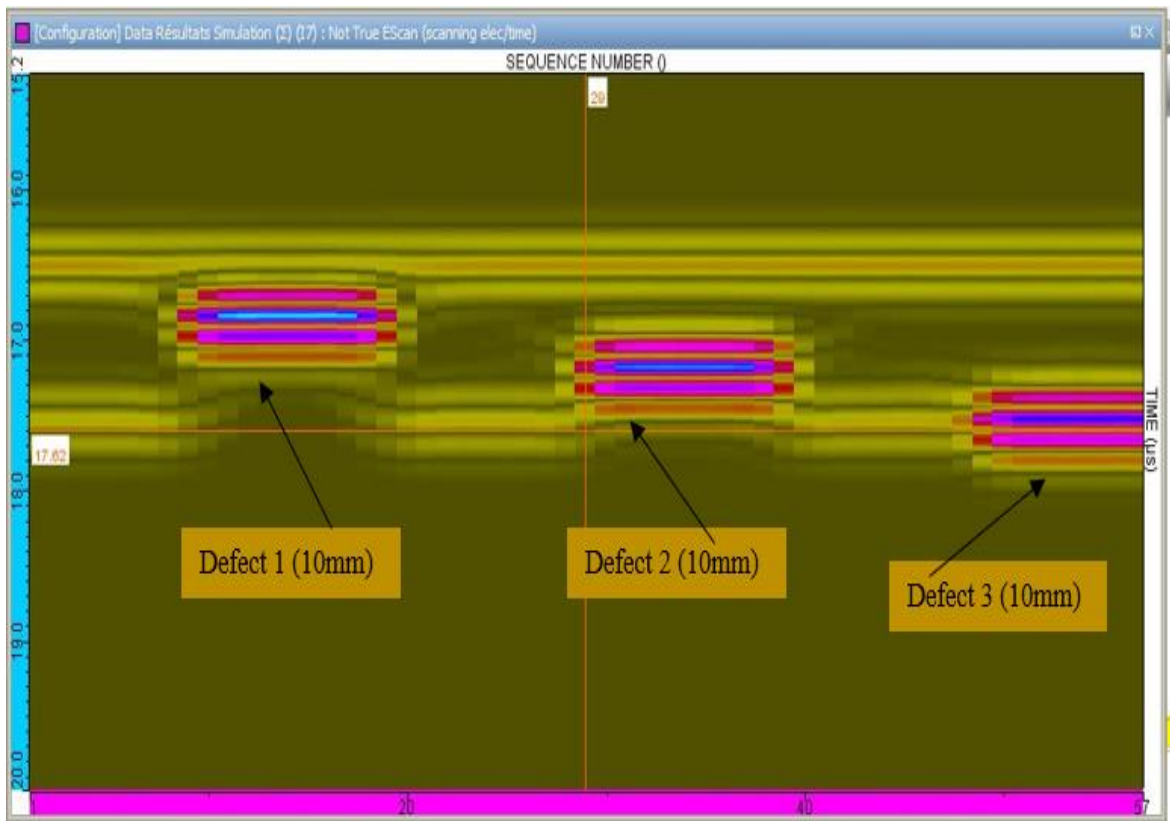 [Configuration] Data Résultats Simulation (Σ) (17) : Not True EScan (scanning elec/time)
SEQUENCE NUMBER ()
15.2
29
16.0
17.0
17.62
TIME (µs)
18.0
Defect 1 (10mm)
Defect 2 (10mm)
Defect 3 (10mm)
19.0
20.0
1
20
40
57